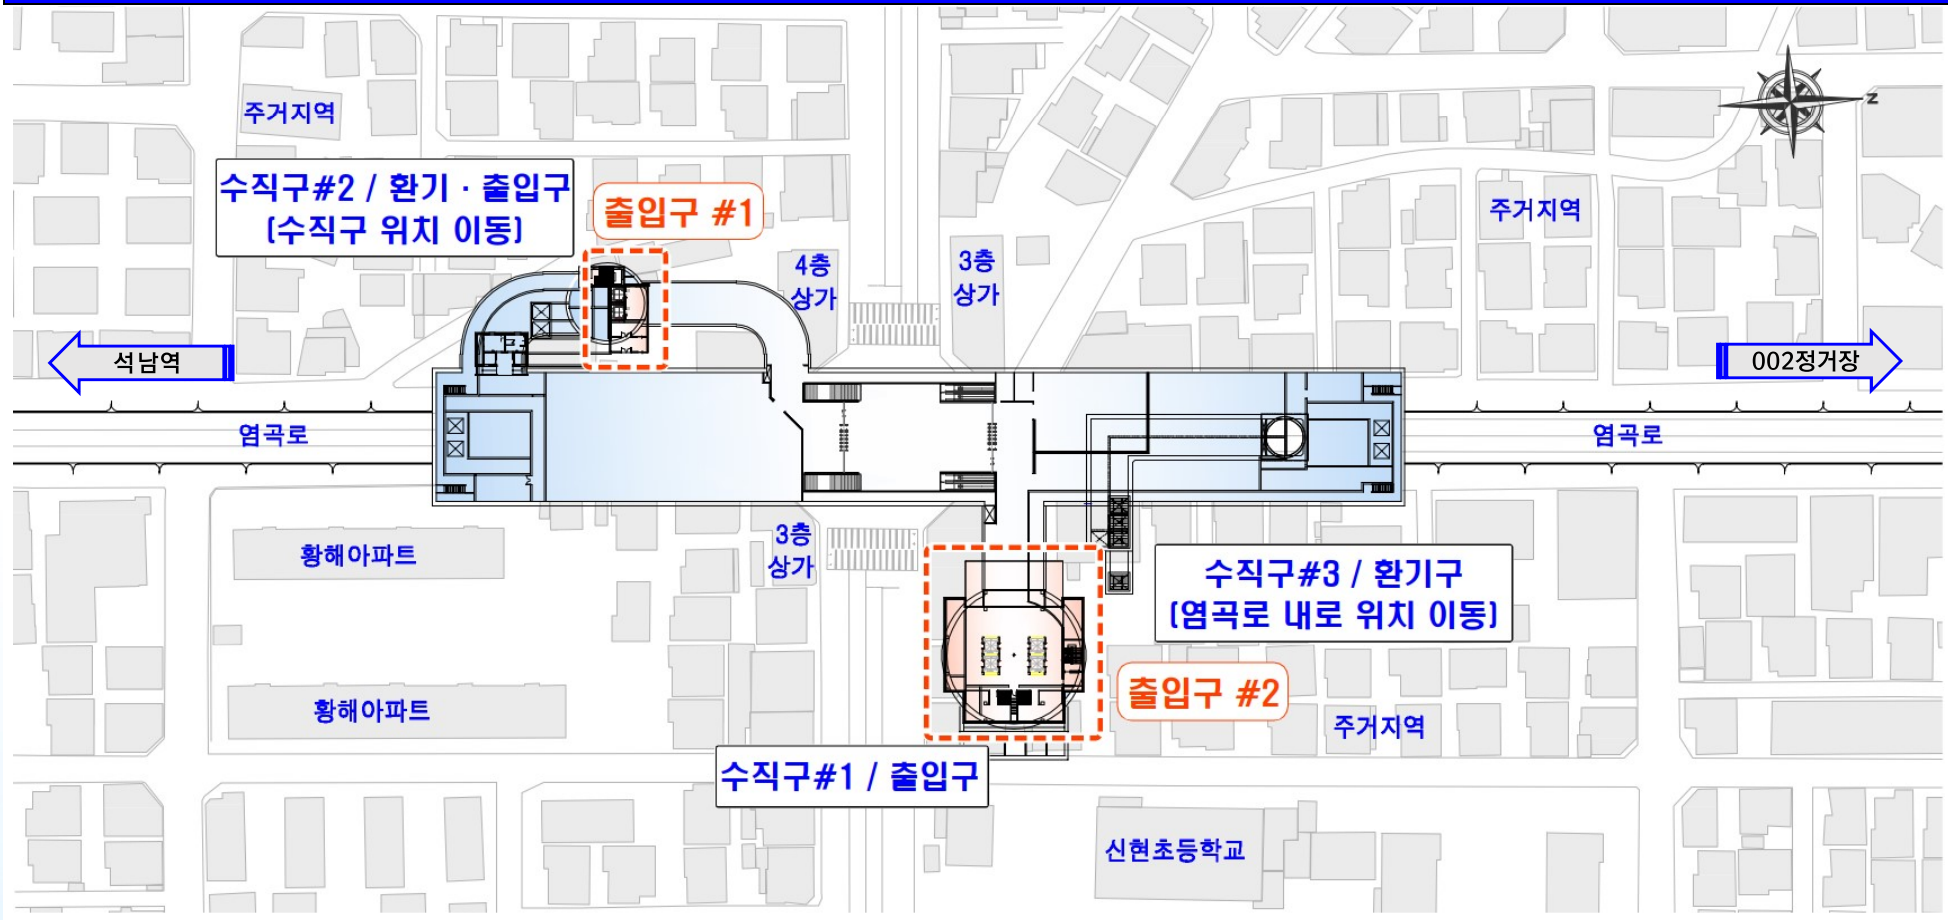 주거지역
N
수직구#2 / 환기 · 출입구
(수직구 위치 이동)
출입구 #1
주거지역
4층
상가
3층
상가
석남역
002정거장
염곡로
염곡로
황해아파트
3층
상가
수직구#3 / 환기구
(염곡로 내로 위치 이동)
출입구 #2
황해아파트
주거지역
수직구#1 / 출입구
신현초등학교